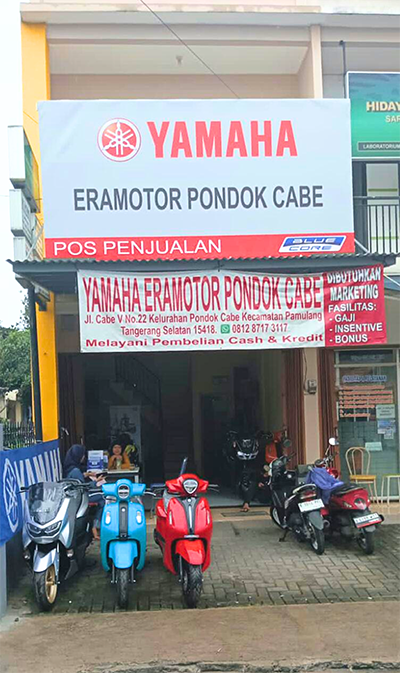 YAMAHA
ERAMOTOR PONDOK CABE
POS PENJUALAN
BLUE CORE
HIDAY
SAR
LABORATORIUM
YAMAHA ERAMOTOR PONDOK CABE
Jl. Cabe V No.22 Kelurahan Pondok Cabe Kecamatan Pamulang
Tangerang Selatan 15418. 0812 8717 3117
Melayani Pembelian Cash & Kredit
DIBUTUHKAN
MARKETING
FASILITAS:
- GAJI
- INSENTIVE
- BONUS
YAMA